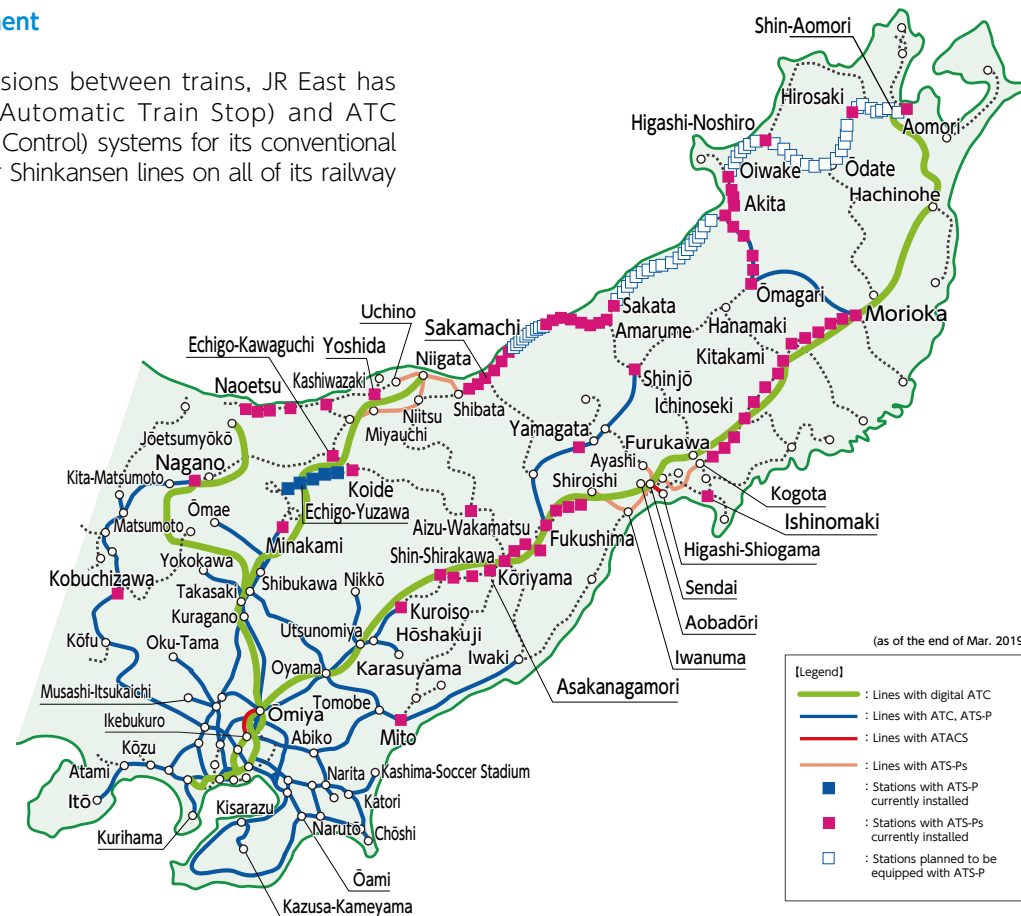 nent
sions between trains, JR East has
Automatic Train Stop) and ATC
Control) systems for its conventional
r Shinkansen lines on all of its railway
Shin-Aomori
Hirosaki
Aomori
Higashi-Noshiro
Oiwake
Ōdate
Hachinohe
Akita
Ōmagari
Morioka
Sakata
Amarume
Hanamaki
Kitakami
Uchino
Sakamachi
Echigo-Kawaguchi
Yoshida
Niigata
Kashiwazaki
Naoetsu
Shibata
Shinjō
Ichinoseki
Niitsu
Miyauchi
Jōetsumyōkō
Yamagata
Furukawa
Ayashi
Nagano
Kita-Matsumoto
Koide
Shiroishi
Kogota
Echigo-Yuzawa
Ōmae
Matsumoto
Aizu-Wakamatsu
Ishinomaki
Minakami
Fukushima
Yokokawa
Shin-Shirakawa
Higashi-Shiogama
Kobuchizawa
Shibukawa
Nikkō
Kōriyama
Takasaki
Sendai
Kuragano
Kuroiso
Aobadōri
Kōfu
Oku-Tama
Utsunomiya
Hōshakuji
Iwaki
Iwanuma
Oyama
Karasuyama
Asakanagamori
Musashi-Itsukaichi
Tomobe
Ōmiya
Ikebukuro
Abiko
Mito
Kōzu
Atami
Narita
Kashima-Soccer Stadium
Itō
Kisarazu
Katori
Kurihama
Narutō
Chōshi
Ōami
Kazusa-Kameyama
(as of the end of Mar. 2019
【Legend】
: Lines with digital ATC
: Lines with ATC, ATS-P
: Lines with ATACS
: Lines with ATS-Ps
: Stations with ATS-P
currently installed
: Stations with ATS-Ps
currently installed
: Stations planned to be
equipped with ATS-P